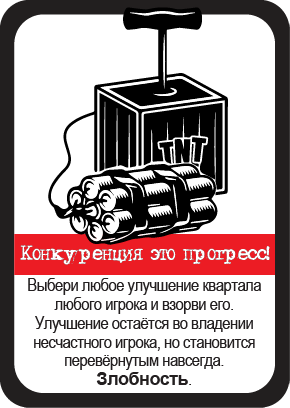 TNT
Конкуренция это прогресс!
Выбери любое улучшение квартала
любого игрока и взорви его.
Улучшение остаётся во владении
несчастного игрока, но становится
перевёрнутым навсегда.
Злобность.